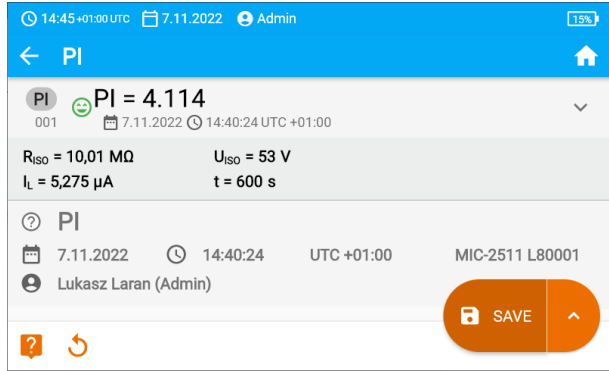 14:45 +01:00 UTC 7.11.2022 Admin 15%
PI
PI PI = 4.114
001 7.11.2022 14:40:24 UTC +01:00
RISO = 10,01 MΩ UISO = 53 V
IL = 5,275 µA t = 600 s
PI
7.11.2022 14:40:24 UTC +01:00 MIC-2511 L80001
Lukasz Laran (Admin)
SAVE